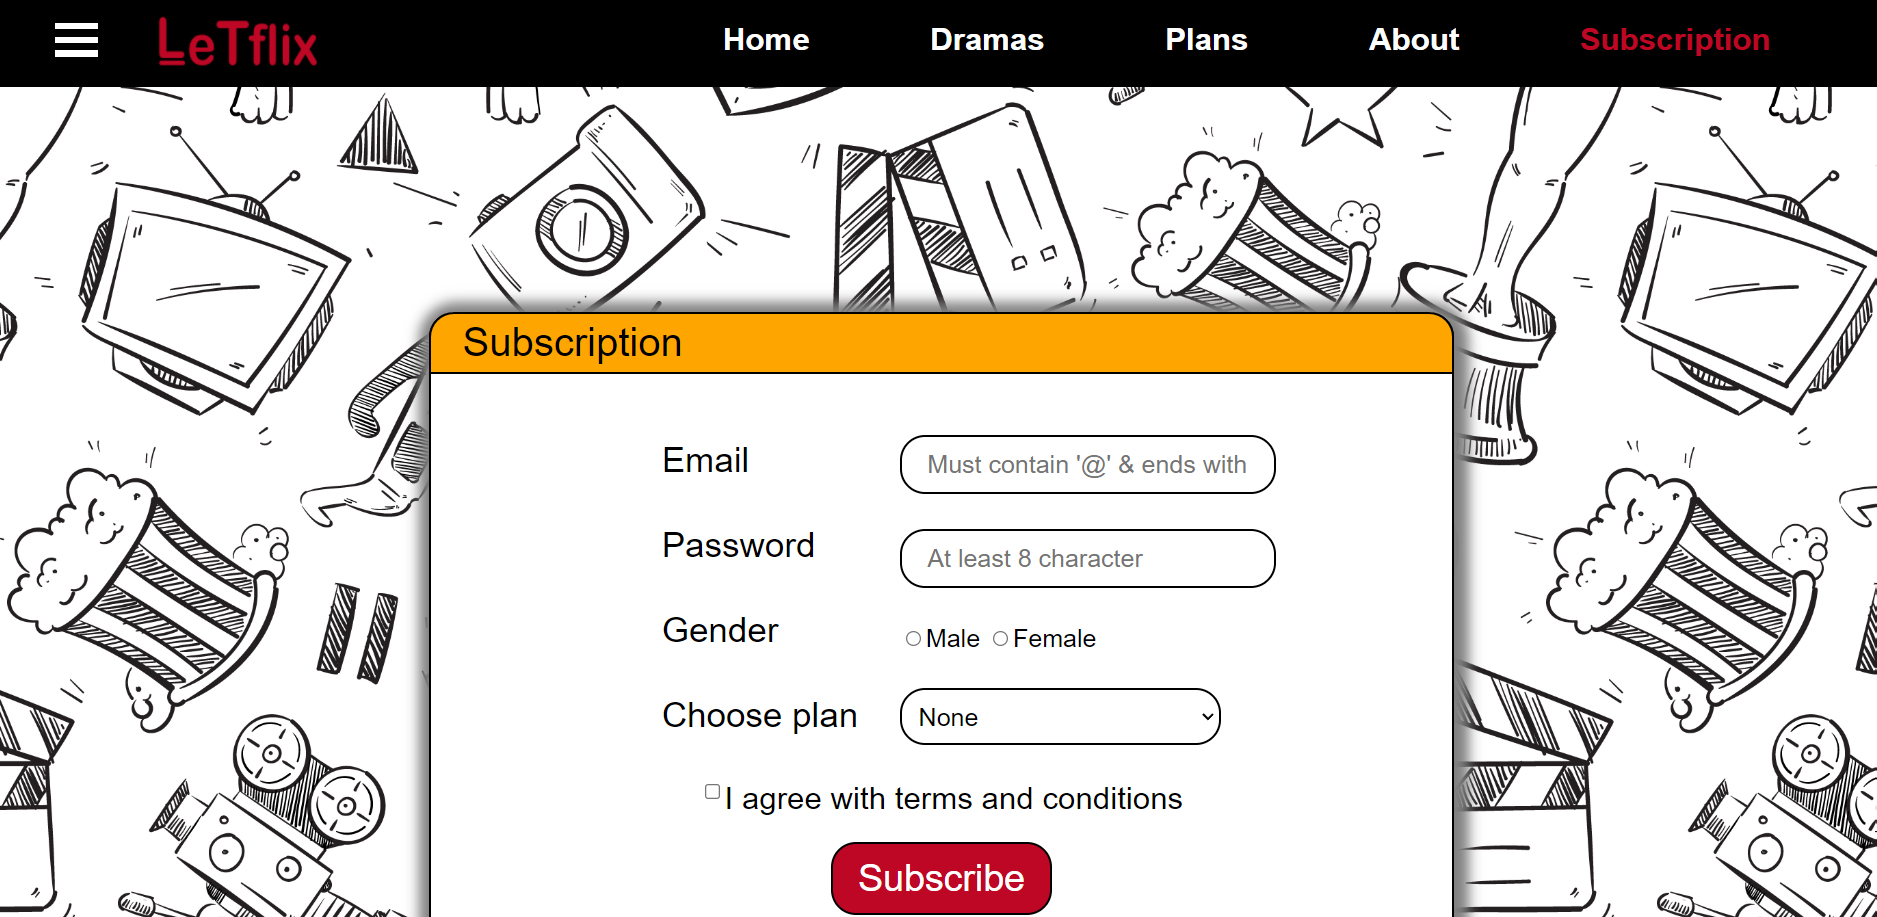 LeTflix
Home Dramas Plans About Subscription
Subscription
Email
Must contain '@' & ends with
Password
At least 8 character
Gender
Male Female
Choose plan
None
I agree with terms and conditions
Subscribe